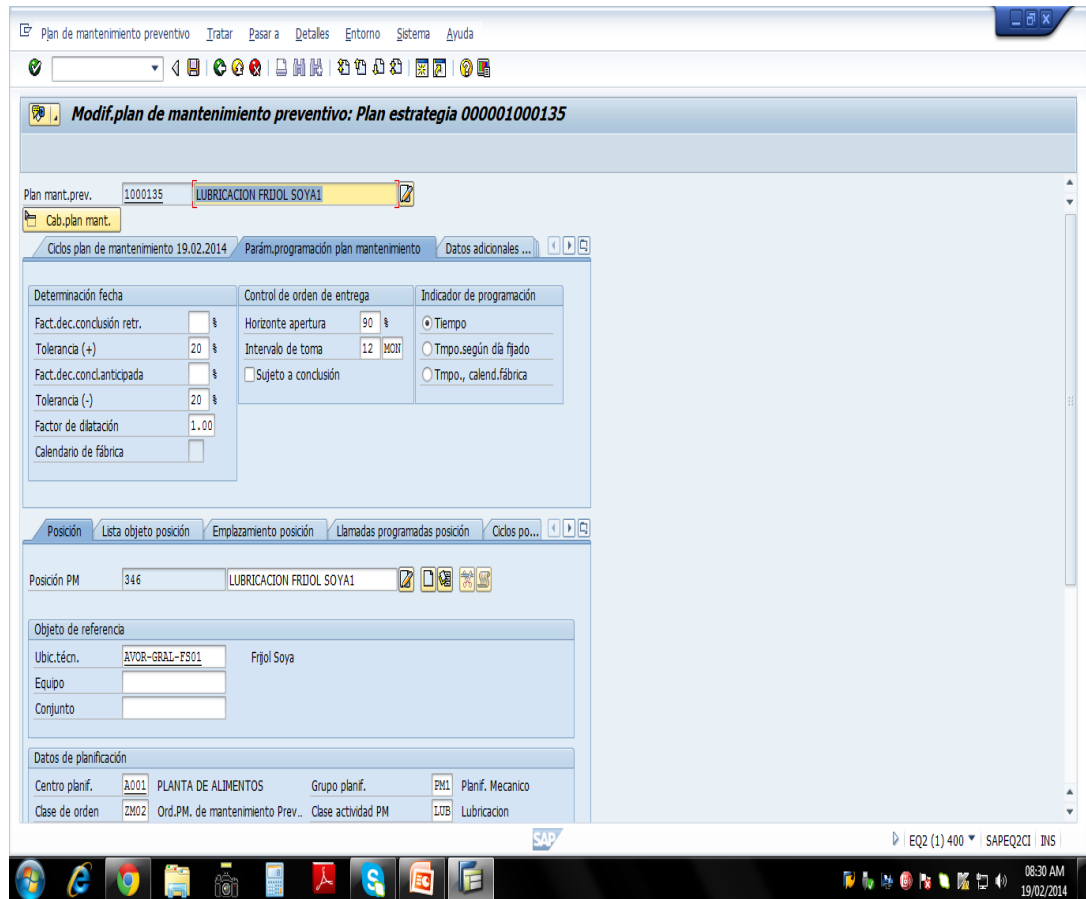 Plan de mantenimiento preventivo Tratar Pasar a Detalles Entorno Sistema Ayuda
Modif.plan de mantenimiento preventivo: Plan estrategia 000001000135
Plan mant.prev. 1000135 LUBRICACION FRIJOL SOYA1
Cab.plan mant.
Ciclos plan de mantenimiento 19.02.2014 Parám.programación plan mantenimiento Datos adicionales ...
Determinación fecha Control de orden de entrega Indicador de programación
Fact.dec.conclusión retr. % Horizonte apertura 90 % Tiempo
Tolerancia (+) 20 % Intervalo de toma 12 MON Tmpo.según día fijado
Fact.dec.concl.anticipada % Sujeto a conclusión Tmpo., calend.fábrica
Tolerancia (-) 20 %
Factor de dilatación 1.00
Calendario de fábrica
Posición Lista objeto posición Emplazamiento posición Llamadas programadas posición Ciclos po...
Posición PM 346 LUBRICACION FRIJOL SOYA1
Objeto de referencia
Ubic.técn. AVOR-GRAL-FS01 Frijol Soya
Equipo
Conjunto
Datos de planificación
Centro planif. A001 PLANTA DE ALIMENTOS Grupo planif. PM1 Planif. Mecanico
Clase de orden ZM02 Ord.PM. de mantenimiento Prev.. Clase actividad PM LUB Lubricacion
SAP EQ2 (1) 400 SAPEQ2CI INS
08:30 AM
19/02/2014